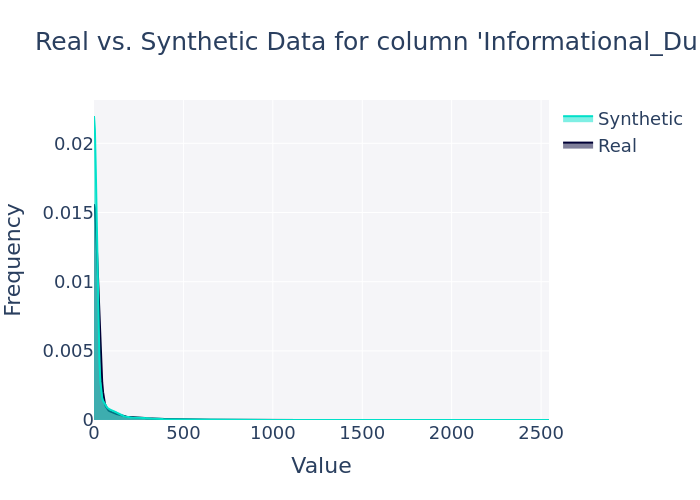 Real vs. Synthetic Data for column 'Informational_Du
Synthetic
Real
Frequency
0.02
0.015
0.01
0.005
0
0 500 1000 1500 2000 2500
Value